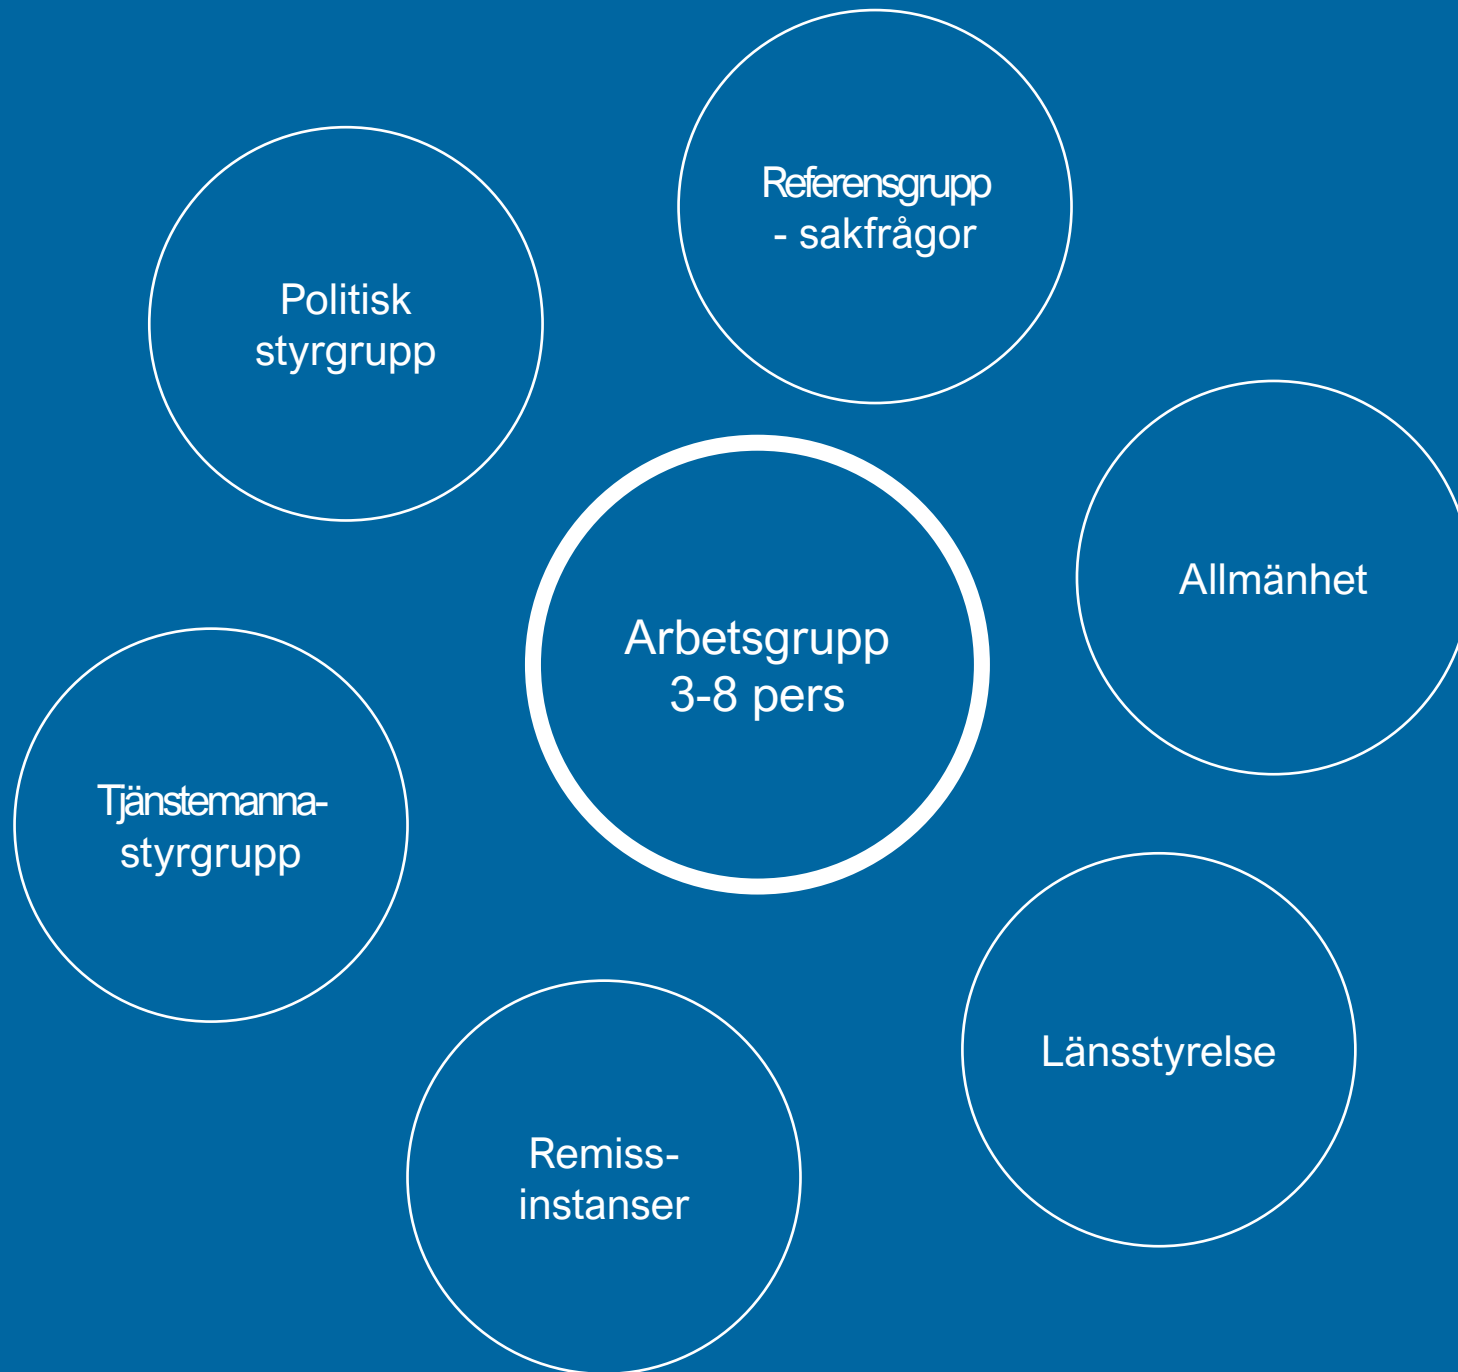 Referensgrupp
- sakfrågor
Politisk
styrgrupp
Allmänhet
Arbetsgrupp
3-8 pers
Tjänstemanna-
styrgrupp
Länsstyrelse
Remiss-
instanser